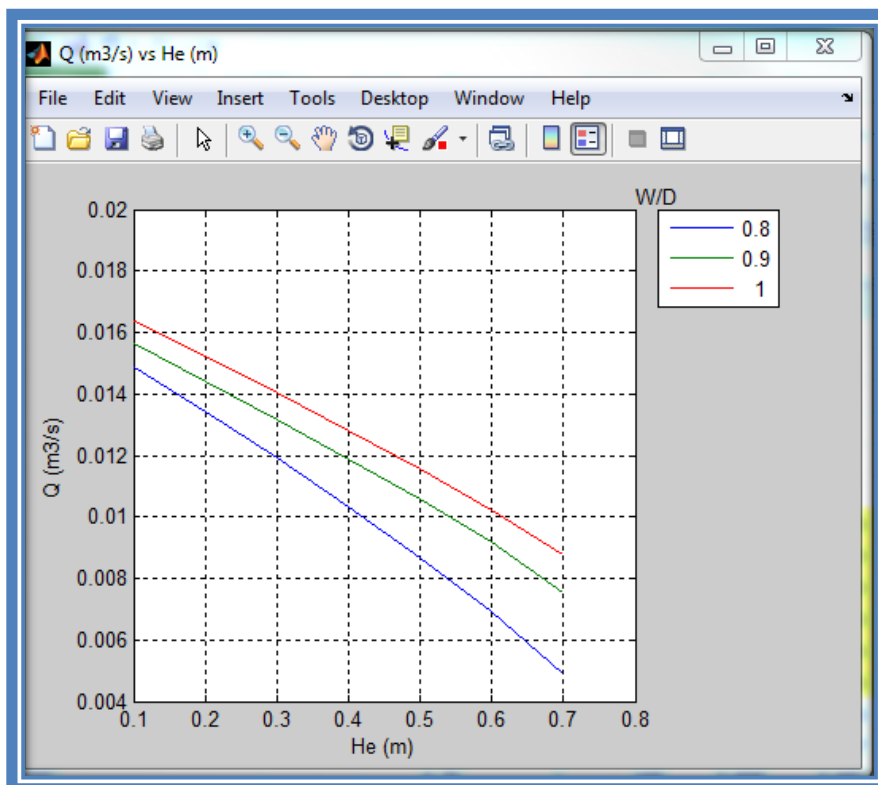 Q (m3/s) vs He (m)
File Edit View Insert Tools Desktop Window Help
W/D
0.8
0.9
1
0.02
0.018
0.016
0.014
0.012
0.01
0.008
0.006
0.004
Q (m3/s)
0.1 0.2 0.3 0.4 0.5 0.6 0.7 0.8
He (m)